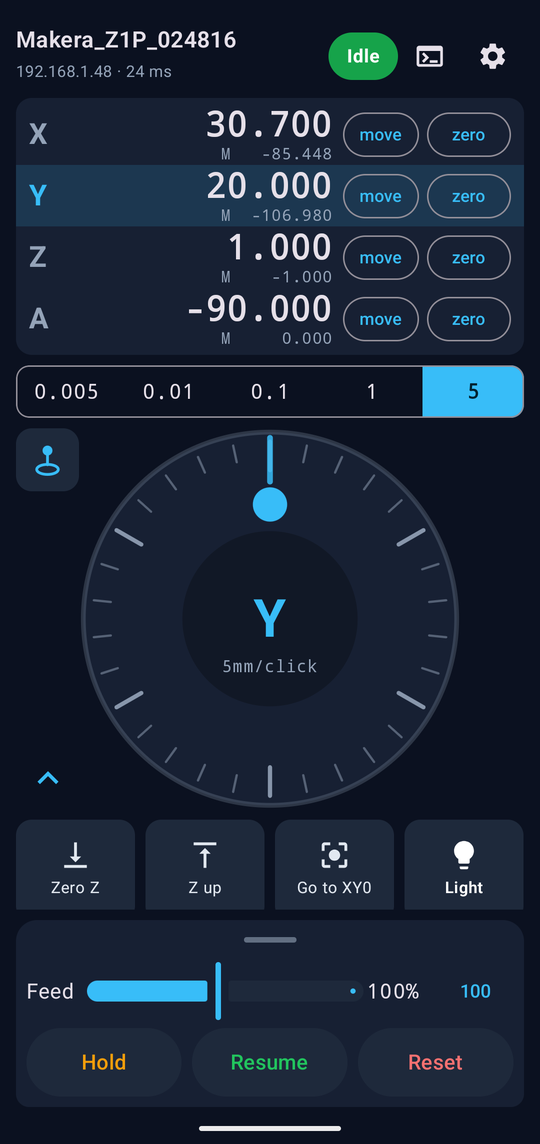 Makera_Z1P_024816
192.168.1.48 · 24 ms
Idle
X 30.700 move zero
M -85.448
Y 20.000 move zero
M -106.980
Z 1.000 move zero
M -1.000
A -90.000 move zero
M 0.000
0.005 0.01 0.1 1 5
Y
5mm/click
Zero Z Z up Go to XY0 Light
Feed 100% 100
Hold Resume Reset